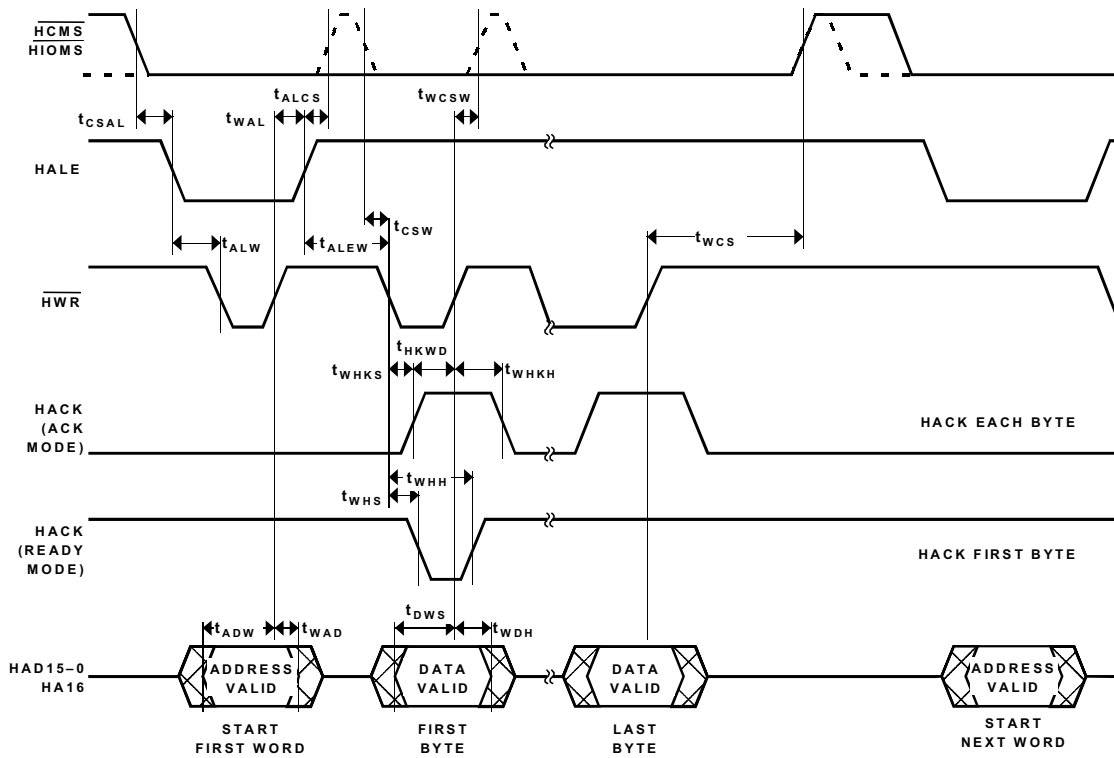 HCMS
HIOMS
tALCS
tWCSW
tCSAL
tWAL
HALE
tCSW
tALW
tALEW
tWCS
HWR
tHKWD
tWHKS
tWHKH
HACK
(ACK
MODE)
HACK EACH BYTE
tWHH
tWHS
HACK
(READY
MODE)
HACK FIRST BYTE
tADW
tWAD
tDWS
tWDH
HAD15–0
HA16
ADDRESS
VALID
DATA
VALID
DATA
VALID
ADDRESS
VALID
START
FIRST WORD
FIRST
BYTE
LAST
BYTE
START
NEXT WORD